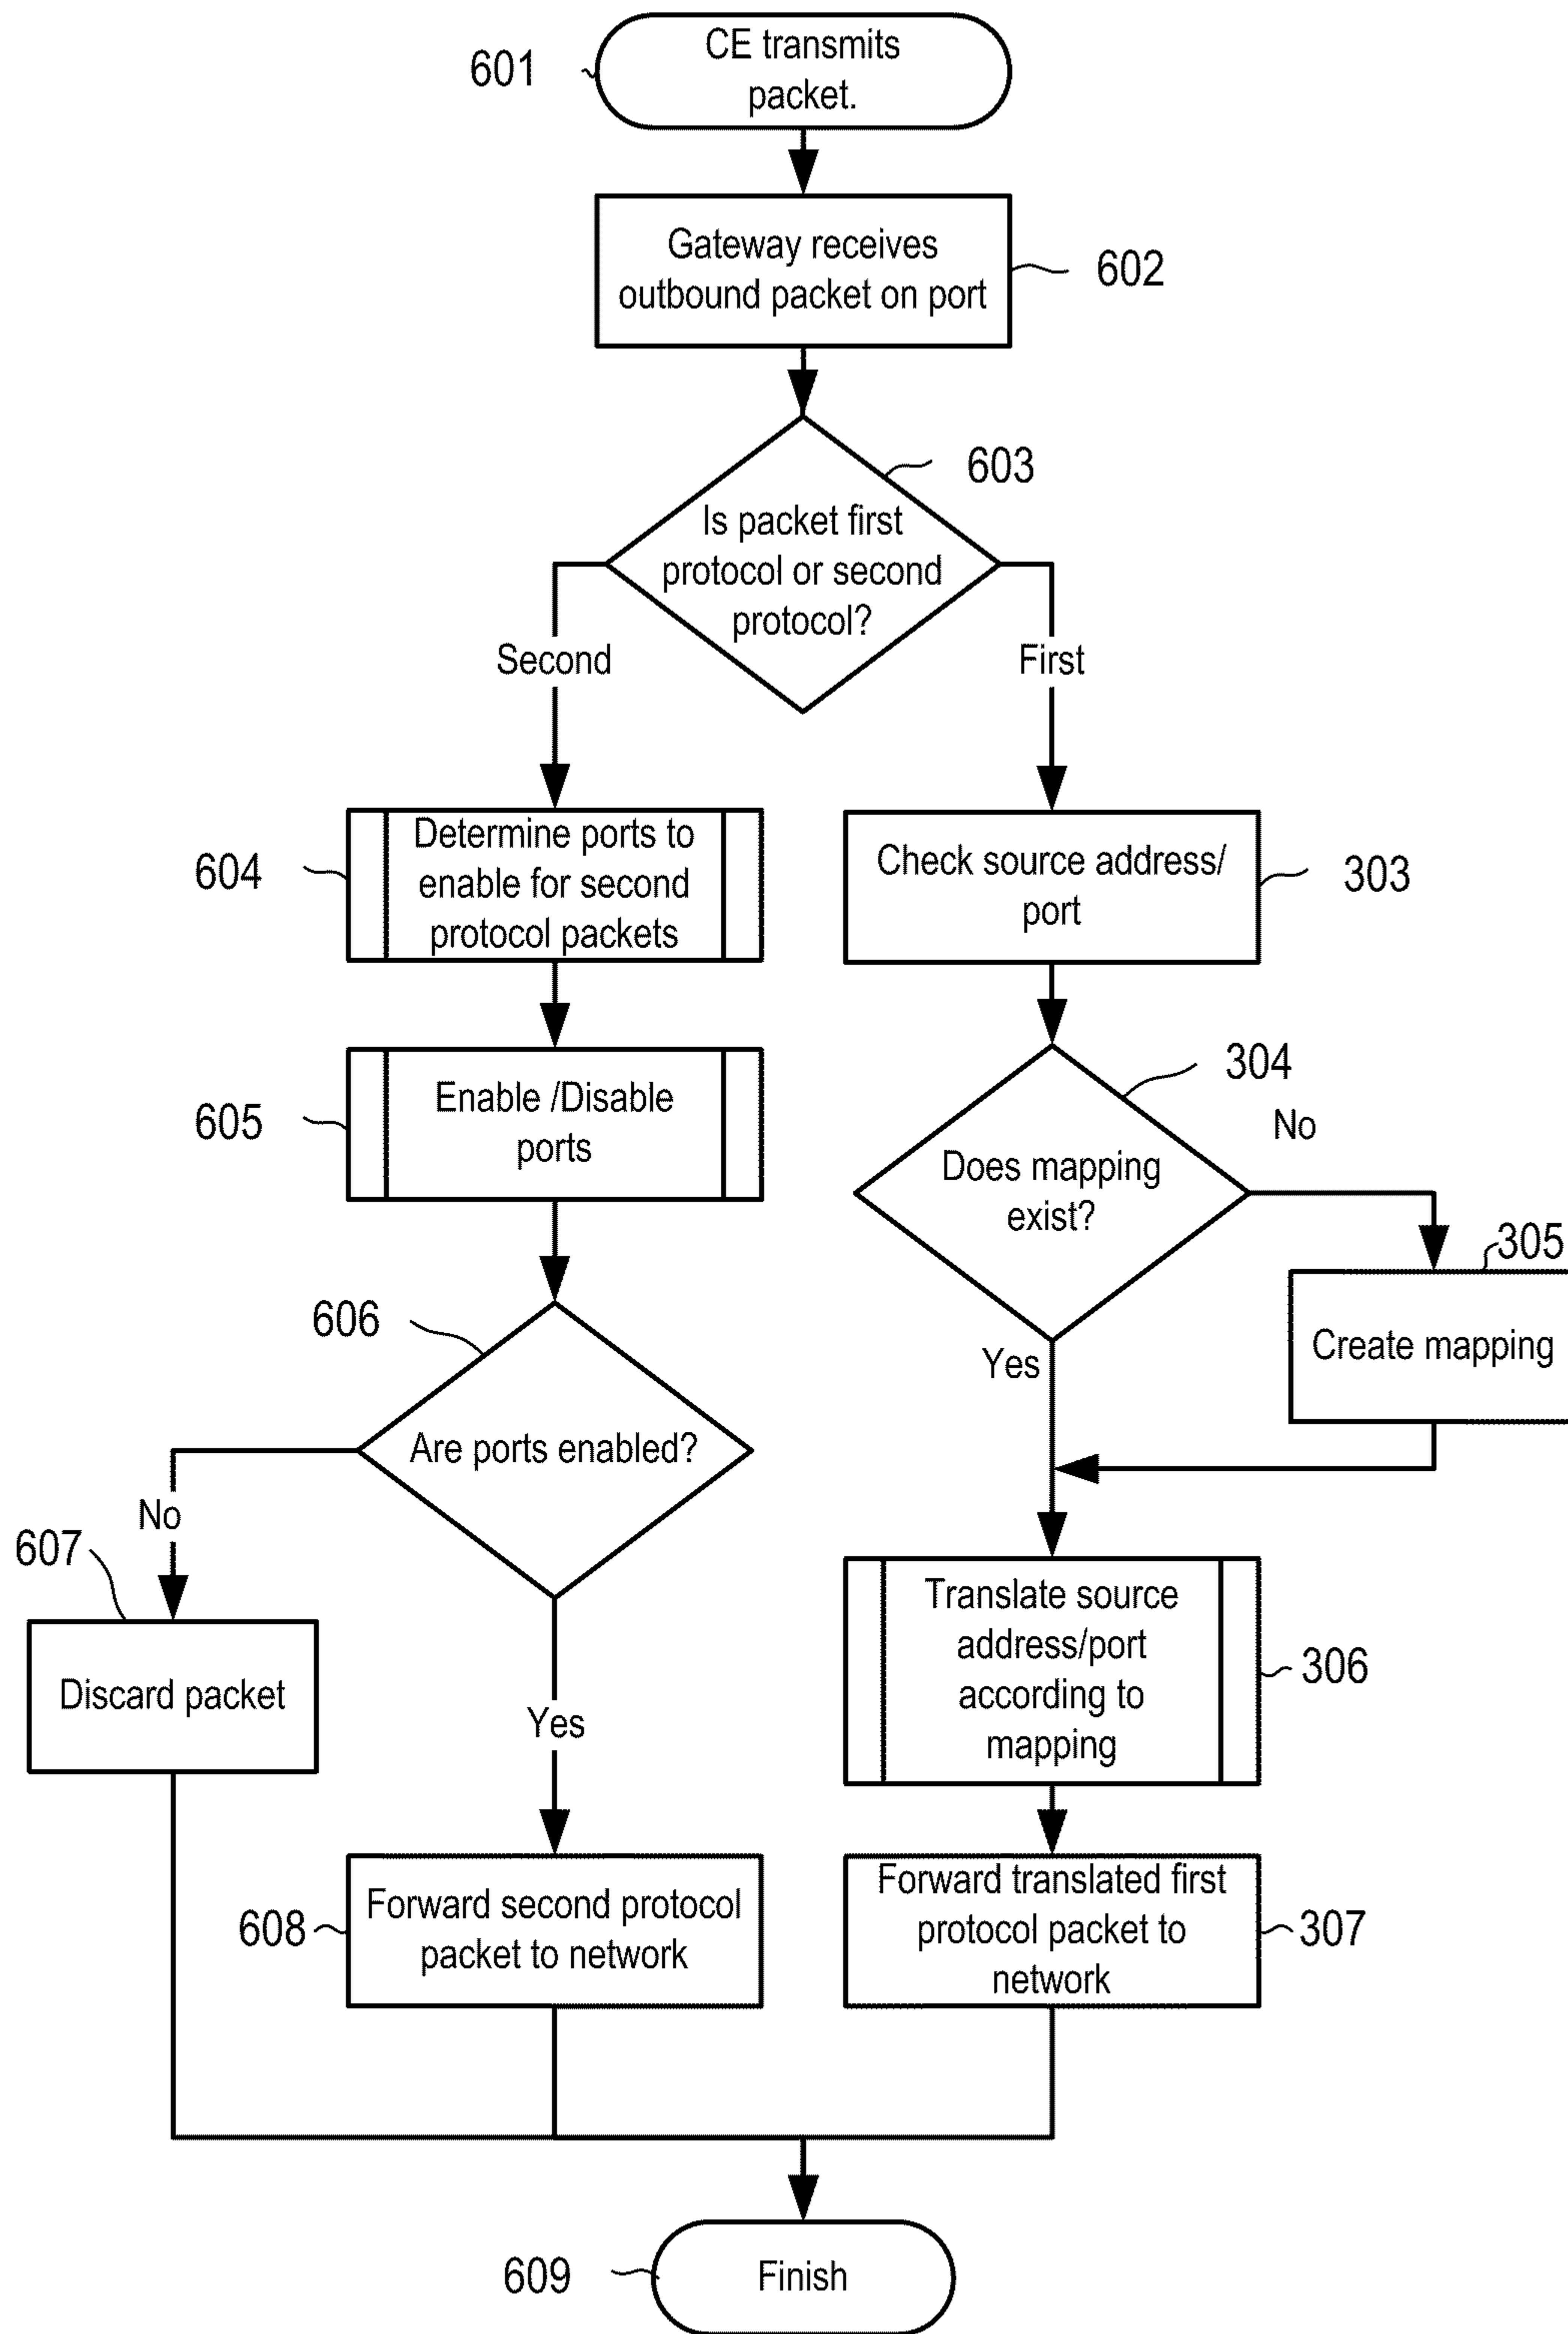 601
CE transmits
packet.
Gateway receives
outbound packet on port
602
603
Is packet first
protocol or second
protocol?
Second
First
604
Determine ports to
enable for second
protocol packets
Check source address/
port
303
605
Enable /Disable
ports
304
No
Does mapping
exist?
305
Create mapping
Yes
606
Are ports enabled?
No
607
Discard packet
Yes
Translate source
address/port
according to
mapping
306
608
Forward second protocol
packet to network
Forward translated first
protocol packet to
network
307
609
Finish